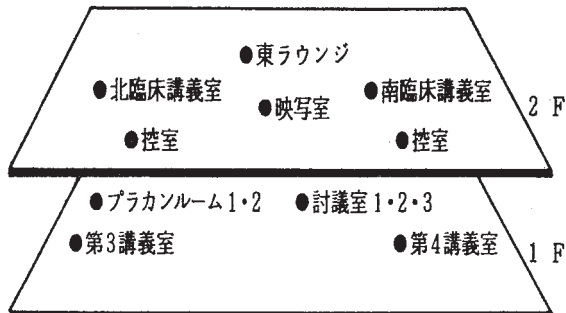 ●東ラウンジ
●北臨床講義室
●南臨床講義室
●映写室
2 F
●控室
●控室
●プラカンルーム1・2
●討議室1・2・3
●第3講義室
●第4講義室
1 F